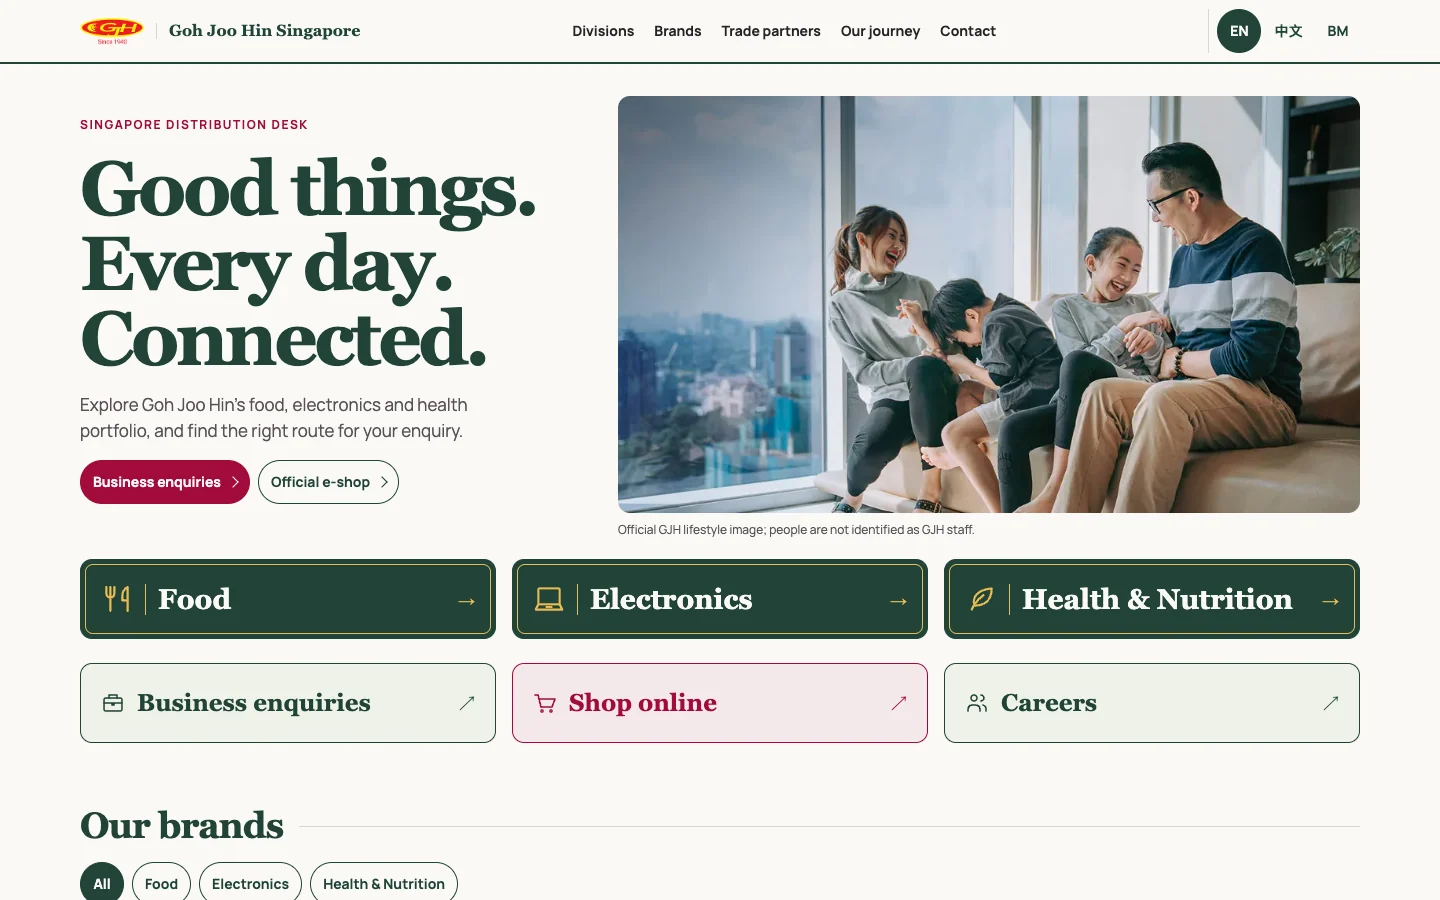 GJH
Since 1940
Goh Joo Hin Singapore
Divisions
Brands
Trade partners
Our journey
Contact
EN
中文
BM
SINGAPORE DISTRIBUTION DESK
Good things.
Every day.
Connected.
Explore Goh Joo Hin's food, electronics and health
portfolio, and find the right route for your enquiry.
Business enquiries
Official e-shop
Official GJH lifestyle image; people are not identified as GJH staff.
Food
Electronics
Health & Nutrition
Business enquiries
Shop online
Careers
Our brands
All
Food
Electronics
Health & Nutrition